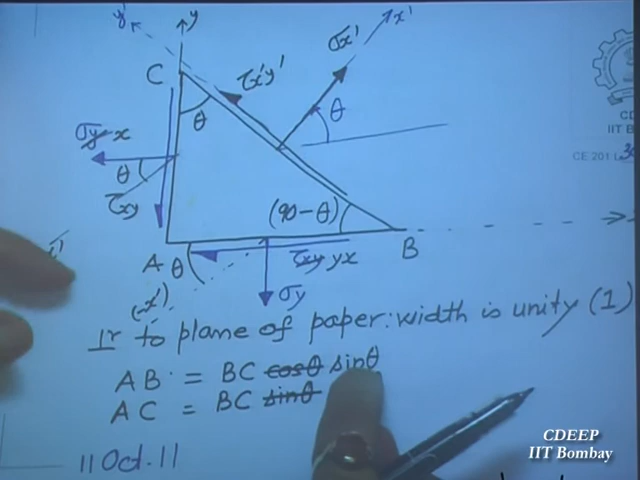 y' y σx' x'
C τx'y'
θ θ
σy x
θ
τxy
(90-θ)
A θ τxy yx B
(-x')
σy
⊥r to plane of paper: width is unity (1)
AB = BC cosθ sinθ
AC = BC sinθ
11 Oct. 11
CE 201
IIT B
CDEEP
IIT Bombay